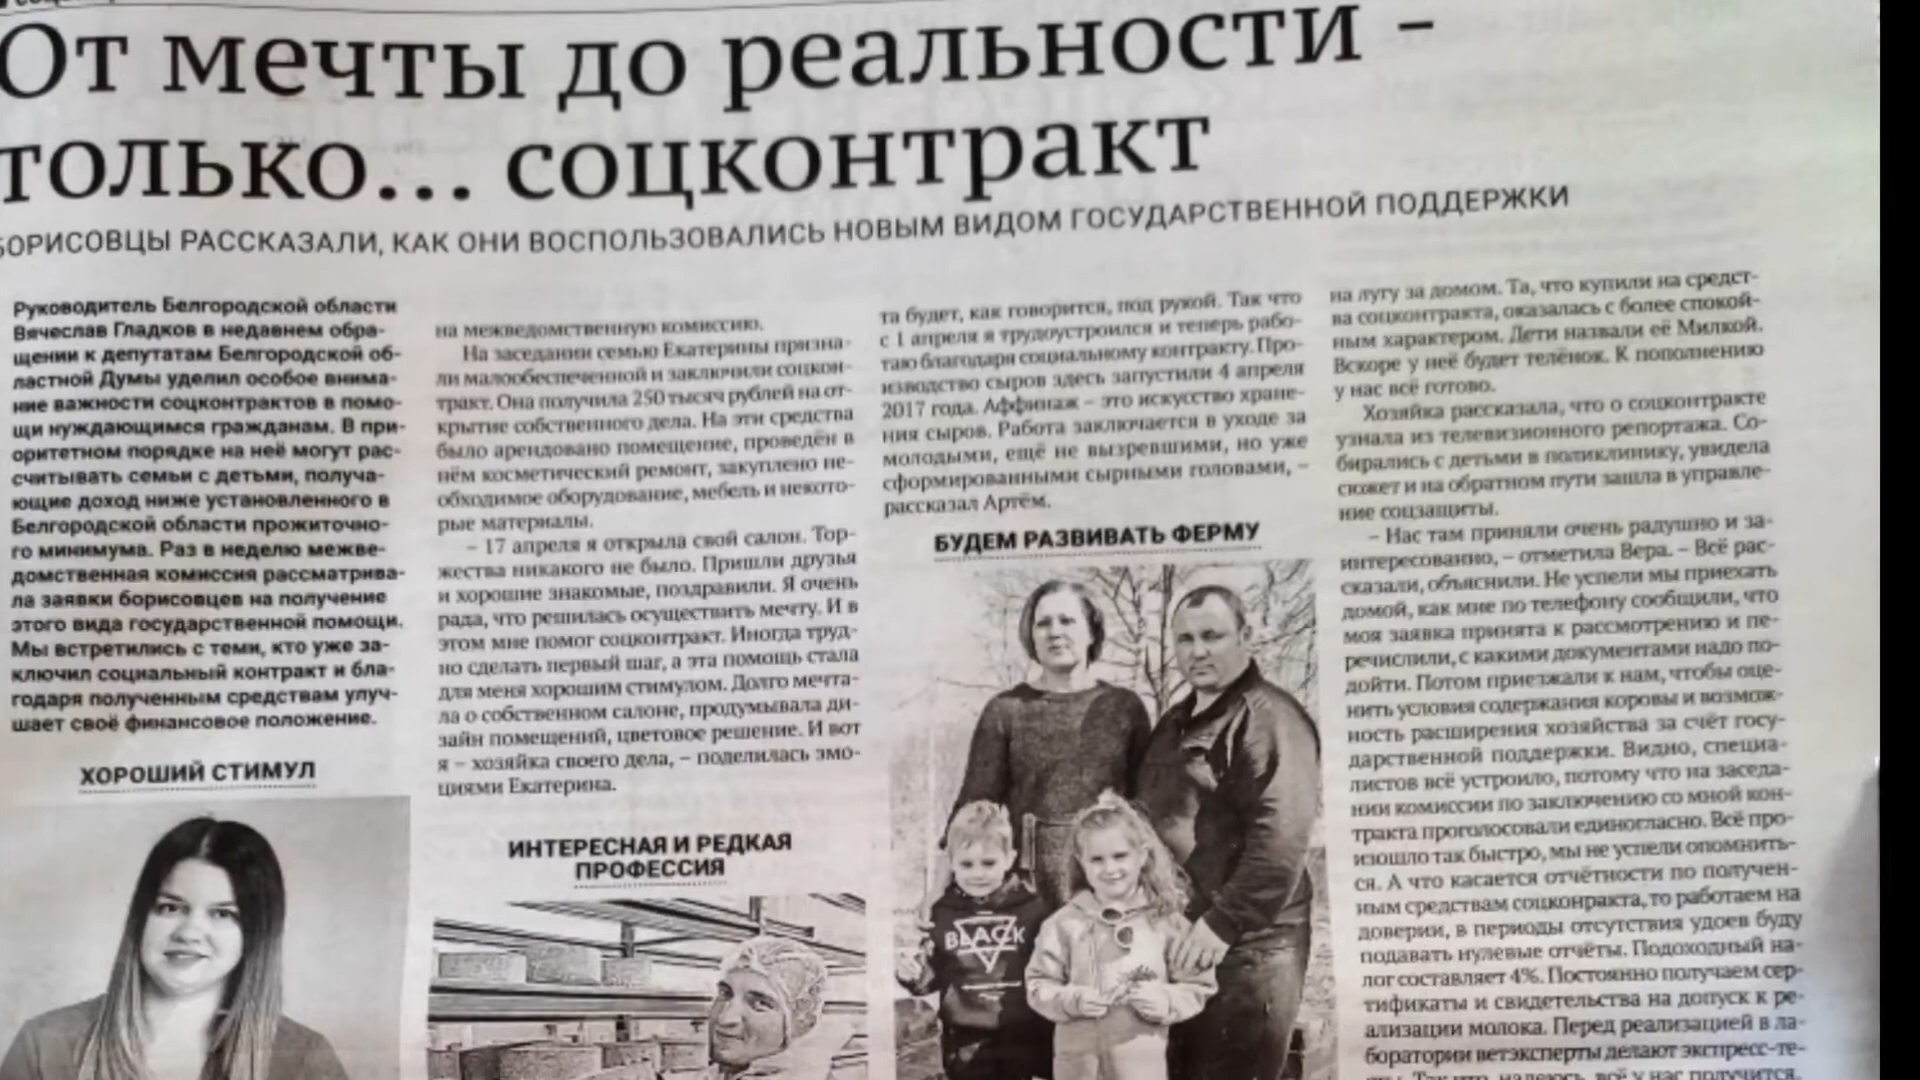 От мечты до реальности –
только... соцконтракт
БОРИСОВЦЫ РАССКАЗАЛИ, КАК ОНИ ВОСПОЛЬЗОВАЛИСЬ НОВЫМ ВИДОМ ГОСУДАРСТВЕННОЙ ПОДДЕРЖКИ
Руководитель Белгородской области
Вячеслав Гладков в недавнем обра-
щении к депутатам Белгородской об-
ластной Думы уделил особое внима-
ние важности соцконтрактов в помо-
щи нуждающимся гражданам. В при-
оритетном порядке на неё могут рас-
считывать семьи с детьми, получа-
ющие доход ниже установленного в
Белгородской области прожиточно-
го минимума. Раз в неделю межве-
домственная комиссия рассматрива-
ла заявки борисовцев на получение
этого вида государственной помощи.
Мы встретились с теми, кто уже за-
ключил социальный контракт и бла-
годаря полученным средствам улуч-
шает своё финансовое положение.
ХОРОШИЙ СТИМУЛ
на межведомственную комиссию.
На заседании семью Екатерины призна-
ли малообеспеченной и заключили соцкон-
тракт. Она получила 250 тысяч рублей на от-
крытие собственного дела. На эти средства
было арендовано помещение, проведён в
нём косметический ремонт, закуплено не-
обходимое оборудование, мебель и некото-
рые материалы.
– 17 апреля я открыла свой салон. Тор-
жества никакого не было. Пришли друзья
и хорошие знакомые, поздравили. Я очень
рада, что решилась осуществить мечту. И в
этом мне помог соцконтракт. Иногда труд-
но сделать первый шаг, а эта помощь стала
для меня хорошим стимулом. Долго мечта-
ла о собственном салоне, продумывала ди-
зайн помещений, цветовое решение. И вот
я – хозяйка своего дела, – поделилась эмо-
циями Екатерина.
ИНТЕРЕСНАЯ И РЕДКАЯ
ПРОФЕССИЯ
та будет, как говорится, под рукой. Так что
с 1 апреля я трудоустроился и теперь рабо-
таю благодаря социальному контракту. Про-
изводство сыров здесь запустили 4 апреля
2017 года. Аффинаж – это искусство хране-
ния сыров. Работа заключается в уходе за
молодыми, ещё не вызревшими, но уже
сформированными сырными головами, –
рассказал Артём.
БУДЕМ РАЗВИВАТЬ ФЕРМУ
BLACK
на лугу за домом. Та, что купили на средст-
ва соцконтракта, оказалась с более спокой-
ным характером. Дети назвали её Милкой.
Вскоре у неё будет телёнок. К пополнению
у нас всё готово.
Хозяйка рассказала, что о соцконтракте
узнала из телевизионного репортажа. Со-
бирались с детьми в поликлинику, увидела
сюжет и на обратном пути зашла в управле-
ние соцзащиты.
– Нас там приняли очень радушно и за-
интересованно, – отметила Вера. – Всё рас-
сказали, объяснили. Не успели мы приехать
домой, как мне по телефону сообщили, что
моя заявка принята к рассмотрению и пе-
речислили, с какими документами надо по-
дойти. Потом приезжали к нам, чтобы оце-
нить условия содержания коровы и возмож-
ность расширения хозяйства за счёт госу-
дарственной поддержки. Видно, специа-
листов всё устроило, потому что на заседа-
нии комиссии по заключению со мной кон-
тракта проголосовали единогласно. Всё про-
изошло так быстро, мы не успели опомнить-
ся. А что касается отчётности по получен-
ным средствам соцконракта, то работаем на
доверии, в периоды отсутствия удоев буду
подавать нулевые отчёты. Подоходный на-
лог составляет 4%. Постоянно получаем сер-
тификаты и свидетельства на допуск к ре-
ализации молока. Перед реализацией в ла-
боратории ветэксперты делают экспресс-те-
Так что, надеюсь, всё у нас получится,